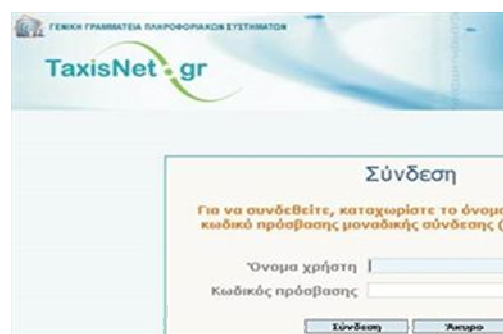 ΓΕΝΙΚΗ ΓΡΑΜΜΑΤΕΙΑ ΠΛΗΡΟΦΟΡΙΑΚΩΝ ΣΥΣΤΗΜΑΤΩΝ
TaxisNet.gr
Σύνδεση
Για να συνδεθείτε, καταχωρίστε το όνομα
κωδικό πρόσβασης μοναδικής σύνδεσης (
Όνομα χρήστη
Κωδικός πρόσβασης
Σύνδεση Άκυρο